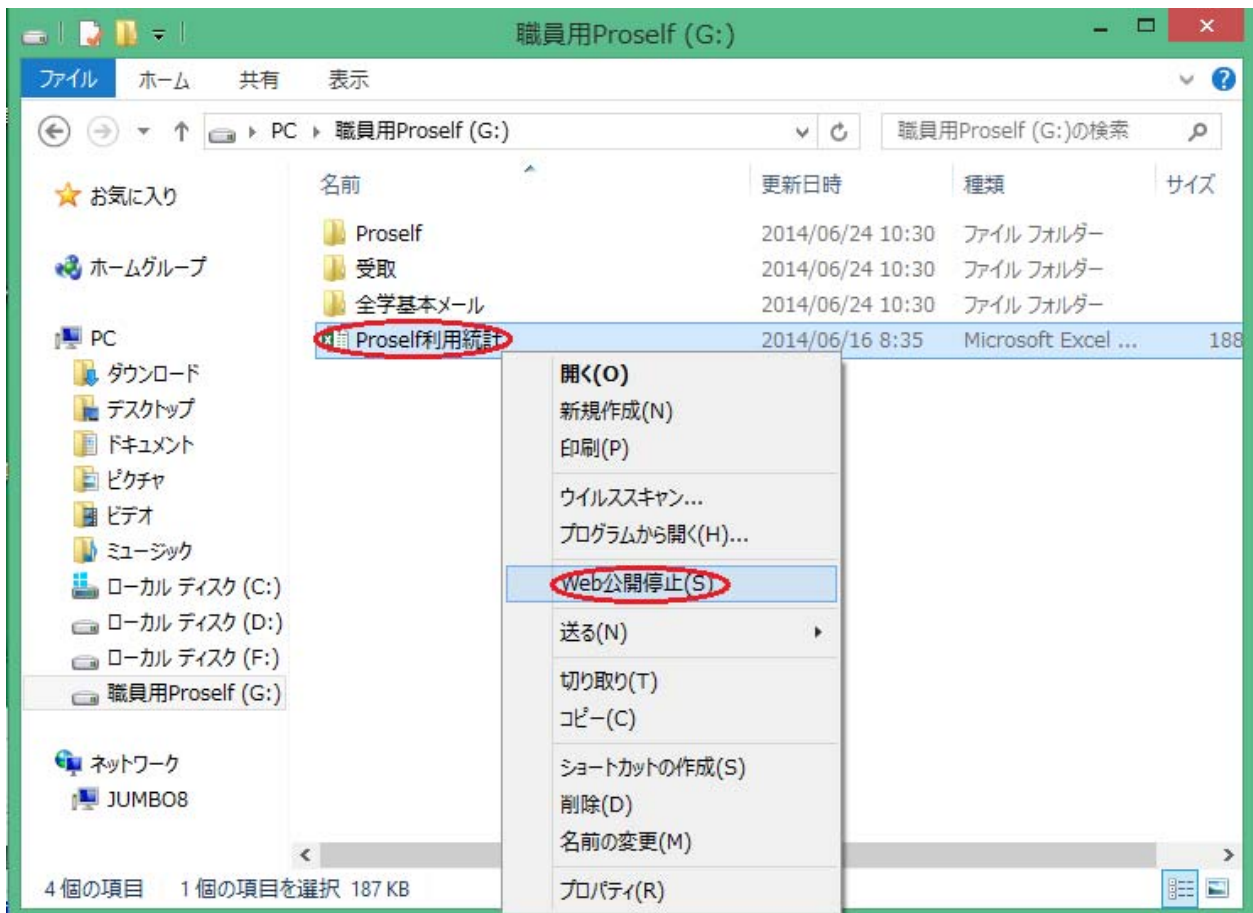 職員用Proself (G:)
ファイル ホーム 共有 表示
PC 職員用Proself (G:) 職員用Proself (G:)の検索
お気に入り
ホームグループ
PC
ダウンロード
デスクトップ
ドキュメント
ピクチャ
ビデオ
ミュージック
ローカル ディスク (C:)
ローカル ディスク (D:)
ローカル ディスク (F:)
職員用Proself (G:)
ネットワーク
JUMBO8
名前 更新日時 種類 サイズ
Proself 2014/06/24 10:30 ファイル フォルダー
受取 2014/06/24 10:30 ファイル フォルダー
全学基本メール 2014/06/24 10:30 ファイル フォルダー
Proself利用統計 2014/06/16 8:35 Microsoft Excel ... 188
開く(O)
新規作成(N)
印刷(P)
ウイルススキャン...
プログラムから開く(H)...
Web公開停止(S)
送る(N)
切り取り(T)
コピー(C)
ショートカットの作成(S)
削除(D)
名前の変更(M)
プロパティ(R)
4 個の項目 1 個の項目を選択 187 KB